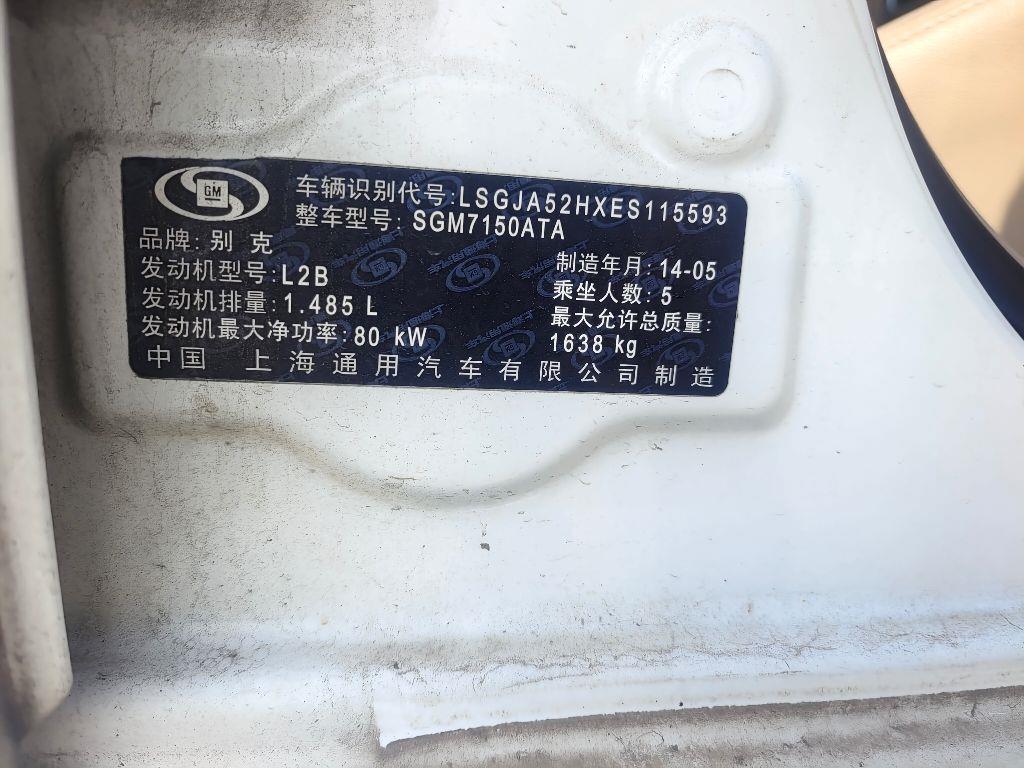 GM
车辆识别代号:LSGJA52HXES115593
整车型号: SGM7150ATA
品牌: 别 克
发动机型号: L2B
制造年月: 14-05
发动机排量: 1.485 L
乘坐人数: 5
发动机最大净功率: 80 kW
最大允许总质量:
1638 kg
中国 上海通用汽车有限公司制造